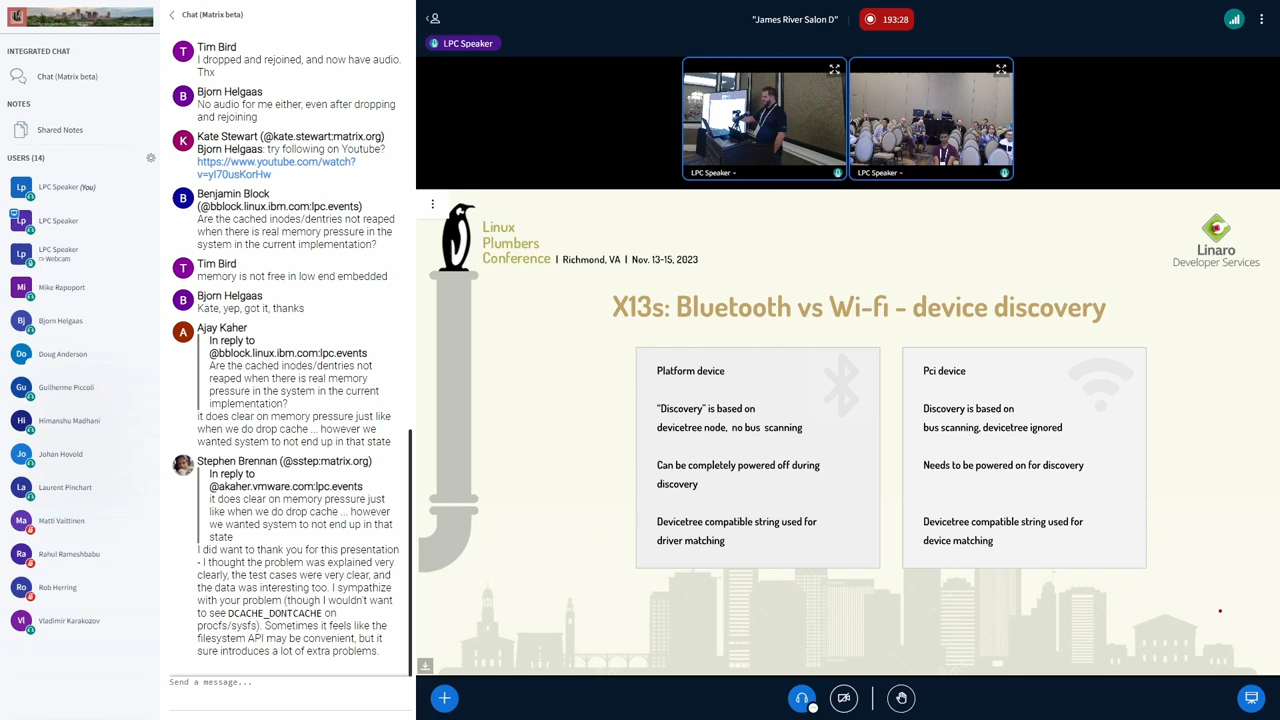 INTEGRATED CHAT
Chat (Matrix beta)
NOTES
Shared Notes
USERS (14)
Lp LPC Speaker (You)
Lp LPC Speaker
Lp LPC Speaker
Webcam
Mi Mike Rapoport
Bj Bjorn Helgaas
Do Doug Anderson
Gu Guilherme Piccoli
Hi Himanshu Madhani
Jo Johan Hovold
La Laurent Pinchart
Ma Matti Vaittinen
Ra Rahul Rameshbabu
Ro Rob Herring
Vl Vladimir Karakozov
Chat (Matrix beta)
T Tim Bird
I dropped and rejoined, and now have audio.
Thx
B Bjorn Helgaas
No audio for me either, even after dropping
and rejoining
K Kate Stewart (@kate.stewart:matrix.org)
Bjorn Helgaas: try following on Youtube?
https://www.youtube.com/watch?
v=yI70usKorHw
B Benjamin Block
(@bblock.linux.ibm.com:lpc.events)
Are the cached inodes/dentries not reaped
when there is real memory pressure in the
system in the current implementation?
T Tim Bird
memory is not free in low end embedded
B Bjorn Helgaas
Kate, yep, got it, thanks
A Ajay Kaher
In reply to
@bblock.linux.ibm.com:lpc.events
Are the cached inodes/dentries not
reaped when there is real memory
pressure in the system in the current
implementation?
it does clear on memory pressure just like
when we do drop cache ... however we
wanted system to not end up in that state
Stephen Brennan (@sstep:matrix.org)
In reply to
@akaher.vmware.com:lpc.events
it does clear on memory pressure just
like when we do drop cache ... however
we wanted system to not end up in that
state
I did want to thank you for this presentation
- I thought the problem was explained very
clearly, the test cases were very clear, and
the data was interesting too. I sympathize
with your problem (though I wouldn't want
to see DCACHE_DONTCACHE on
procfs/sysfs). Sometimes it feels like the
filesystem API may be convenient, but it
sure introduces a lot of extra problems.
Send a message...
"James River Salon D"
193:28
LPC Speaker
LPC Speaker
LPC Speaker
Linux
Plumbers
Conference | Richmond, VA | Nov. 13-15, 2023
Linaro
Developer Services
X13s: Bluetooth vs Wi-fi - device discovery
Platform device
"Discovery" is based on
devicetree node, no bus scanning
Can be completely powered off during
discovery
Devicetree compatible string used for
driver matching
Pci device
Discovery is based on
bus scanning, devicetree ignored
Needs to be powered on for discovery
Devicetree compatible string used for
device matching